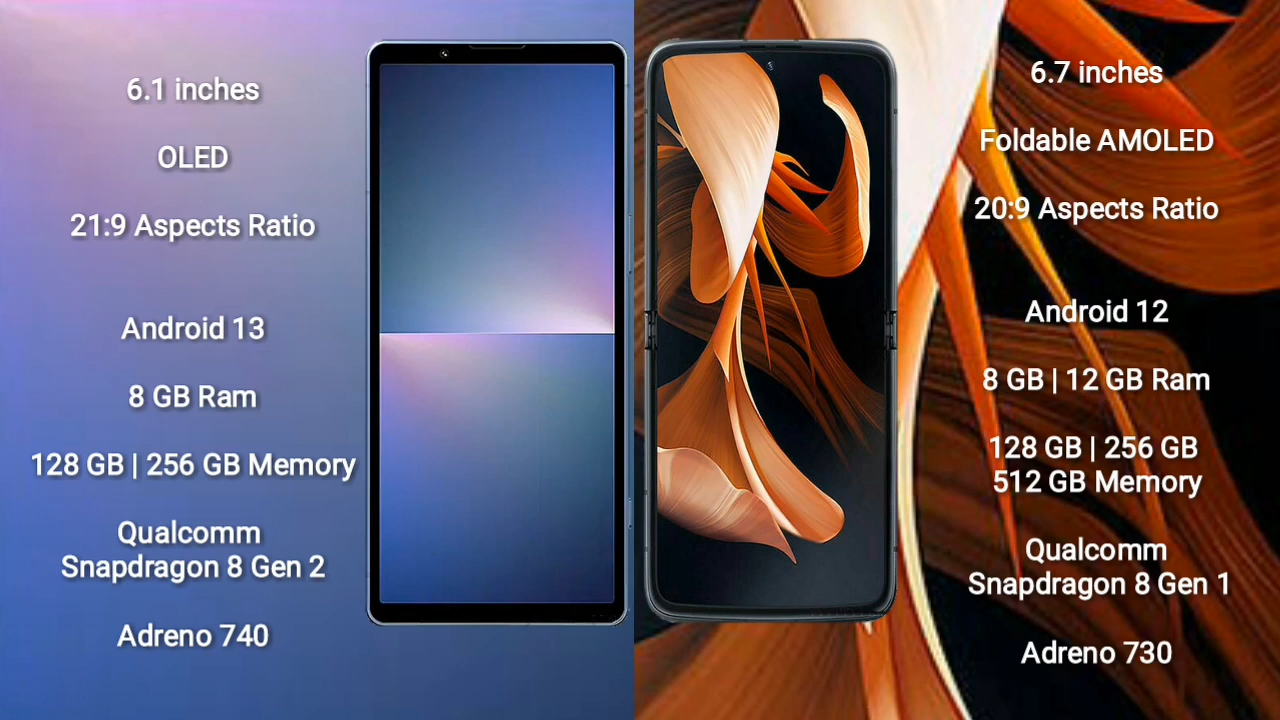 6.1 inches
OLED
21:9 Aspects Ratio
Android 13
8 GB Ram
128 GB | 256 GB Memory
Qualcomm
Snapdragon 8 Gen 2
Adreno 740
6.7 inches
Foldable AMOLED
20:9 Aspects Ratio
Android 12
8 GB | 12 GB Ram
128 GB | 256 GB
512 GB Memory
Qualcomm
Snapdragon 8 Gen 1
Adreno 730